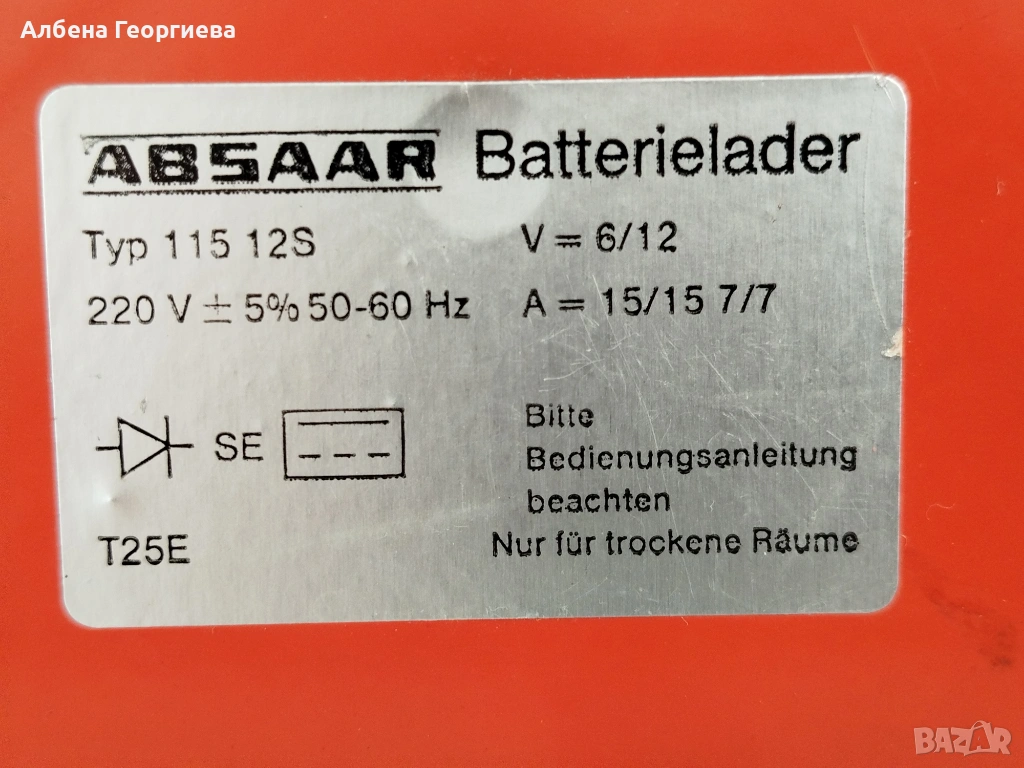 Албена Георгиева
ABSAAR Batterielader
Typ 115 12S V = 6/12
220 V ± 5% 50-60 Hz A = 15/15 7/7
SE
Bitte
Bedienungsanleitung
beachten
T25E Nur für trockene Räume
BAZAR